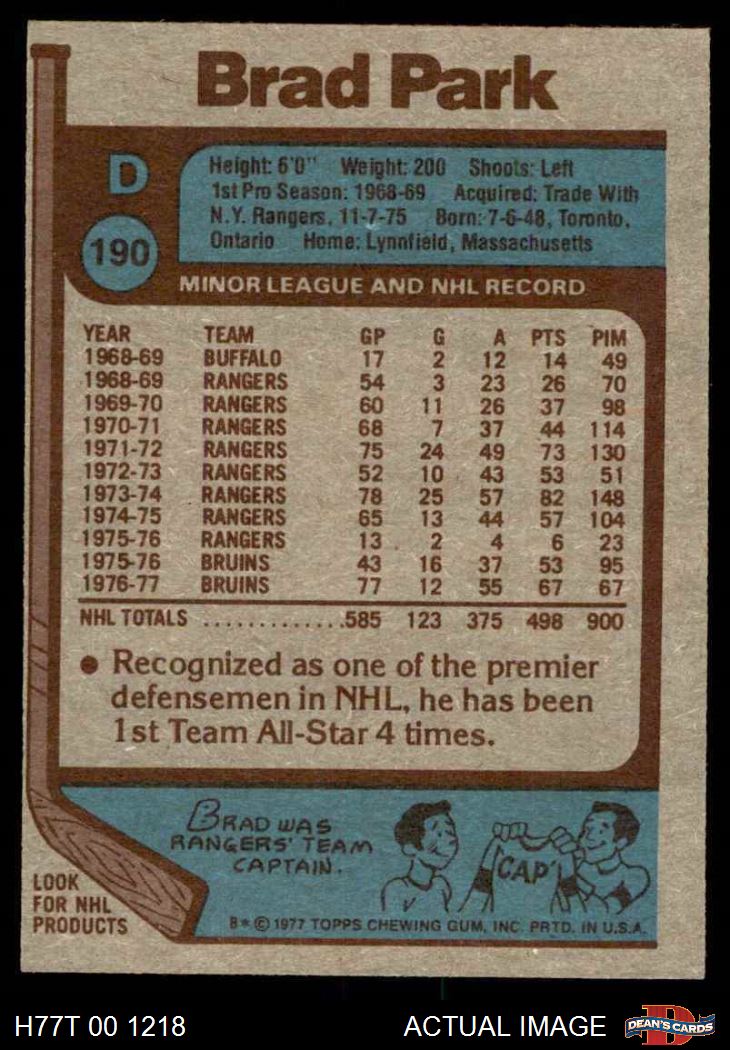 Brad Park
D
190
Height: 6'0" Weight: 200 Shoots: Left
1st Pro Season: 1968-69 Acquired: Trade With
N.Y. Rangers, 11-7-75 Born: 7-6-48, Toronto,
Ontario Home: Lynnfield, Massachusetts
MINOR LEAGUE AND NHL RECORD
YEAR TEAM GP G A PTS PIM
1968-69 BUFFALO 17 2 12 14 49
1968-69 RANGERS 54 3 23 26 70
1969-70 RANGERS 60 11 26 37 98
1970-71 RANGERS 68 7 37 44 114
1971-72 RANGERS 75 24 49 73 130
1972-73 RANGERS 52 10 43 53 51
1973-74 RANGERS 78 25 57 82 148
1974-75 RANGERS 65 13 44 57 104
1975-76 RANGERS 13 2 4 6 23
1975-76 BRUINS 43 16 37 53 95
1976-77 BRUINS 77 12 55 67 67
NHL TOTALS .............585 123 375 498 900
● Recognized as one of the premier
defensemen in NHL, he has been
1st Team All-Star 4 times.
BRAD WAS
RANGERS' TEAM
CAPTAIN.
CAP'
LOOK
FOR NHL
PRODUCTS
B* © 1977 TOPPS CHEWING GUM, INC. PRTD. IN U.S.A.
H77T 00 1218 ACTUAL IMAGE
D
DEAN'S CARDS